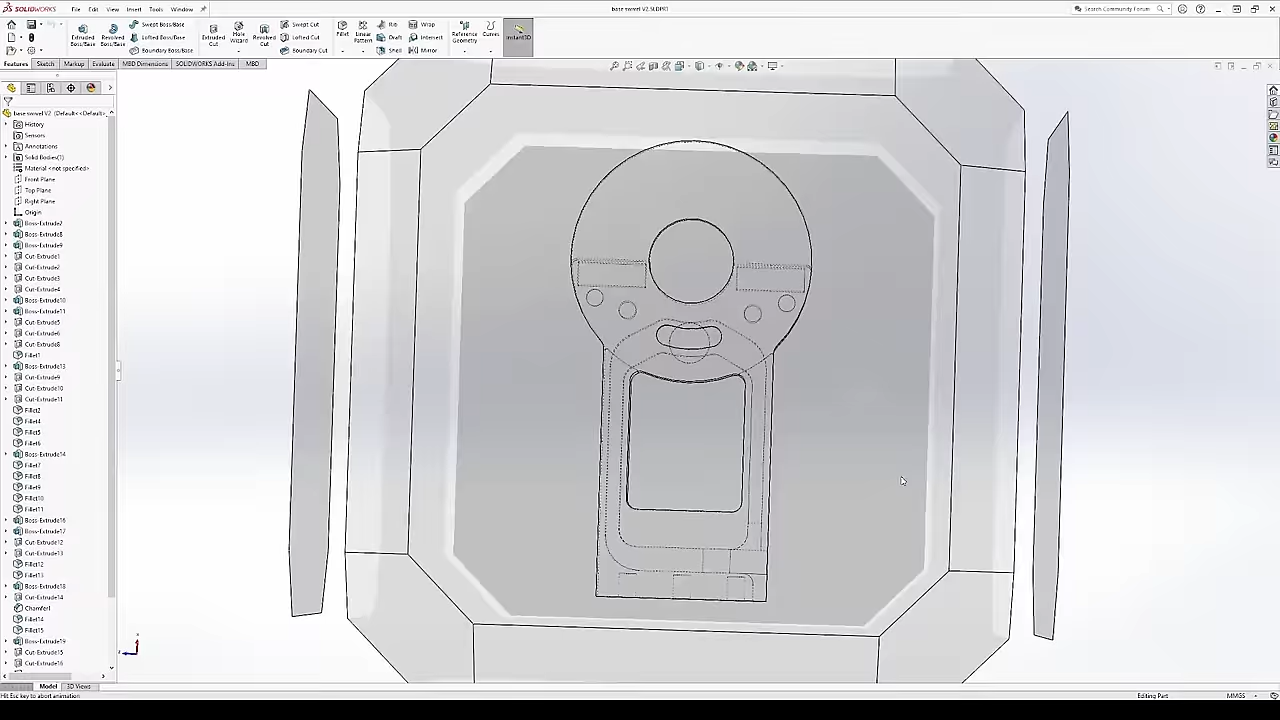 SOLIDWORKS
File Edit View Insert Tools Window
base swivel V2.SLDPRT
Search Community Forum
Extruded Boss/Base
Revolved Boss/Base
Swept Boss/Base
Lofted Boss/Base
Boundary Boss/Base
Extruded Cut
Hole Wizard
Revolved Cut
Swept Cut
Lofted Cut
Boundary Cut
Fillet
Linear Pattern
Rib
Draft
Shell
Wrap
Intersect
Mirror
Reference Geometry
Curves
Instant3D
Features Sketch Markup Evaluate MBD Dimensions SOLIDWORKS Add-Ins MBD
base swivel V2 (Default<<Default>
History
Sensors
Annotations
Solid Bodies(1)
Material <not specified>
Front Plane
Top Plane
Right Plane
Origin
Boss-Extrude2
Boss-Extrude8
Boss-Extrude9
Cut-Extrude1
Cut-Extrude2
Cut-Extrude3
Cut-Extrude4
Boss-Extrude10
Boss-Extrude11
Cut-Extrude5
Cut-Extrude6
Cut-Extrude8
Fillet1
Boss-Extrude13
Cut-Extrude9
Cut-Extrude10
Cut-Extrude11
Fillet2
Fillet4
Fillet5
Fillet6
Boss-Extrude14
Fillet7
Fillet8
Fillet9
Fillet10
Fillet11
Boss-Extrude16
Boss-Extrude17
Cut-Extrude12
Cut-Extrude13
Fillet12
Fillet13
Boss-Extrude18
Cut-Extrude14
Chamfer1
Fillet14
Fillet15
Boss-Extrude19
Cut-Extrude15
Cut-Extrude16
Model 3D Views
Hit Esc key to abort animation
Editing Part
MMGS